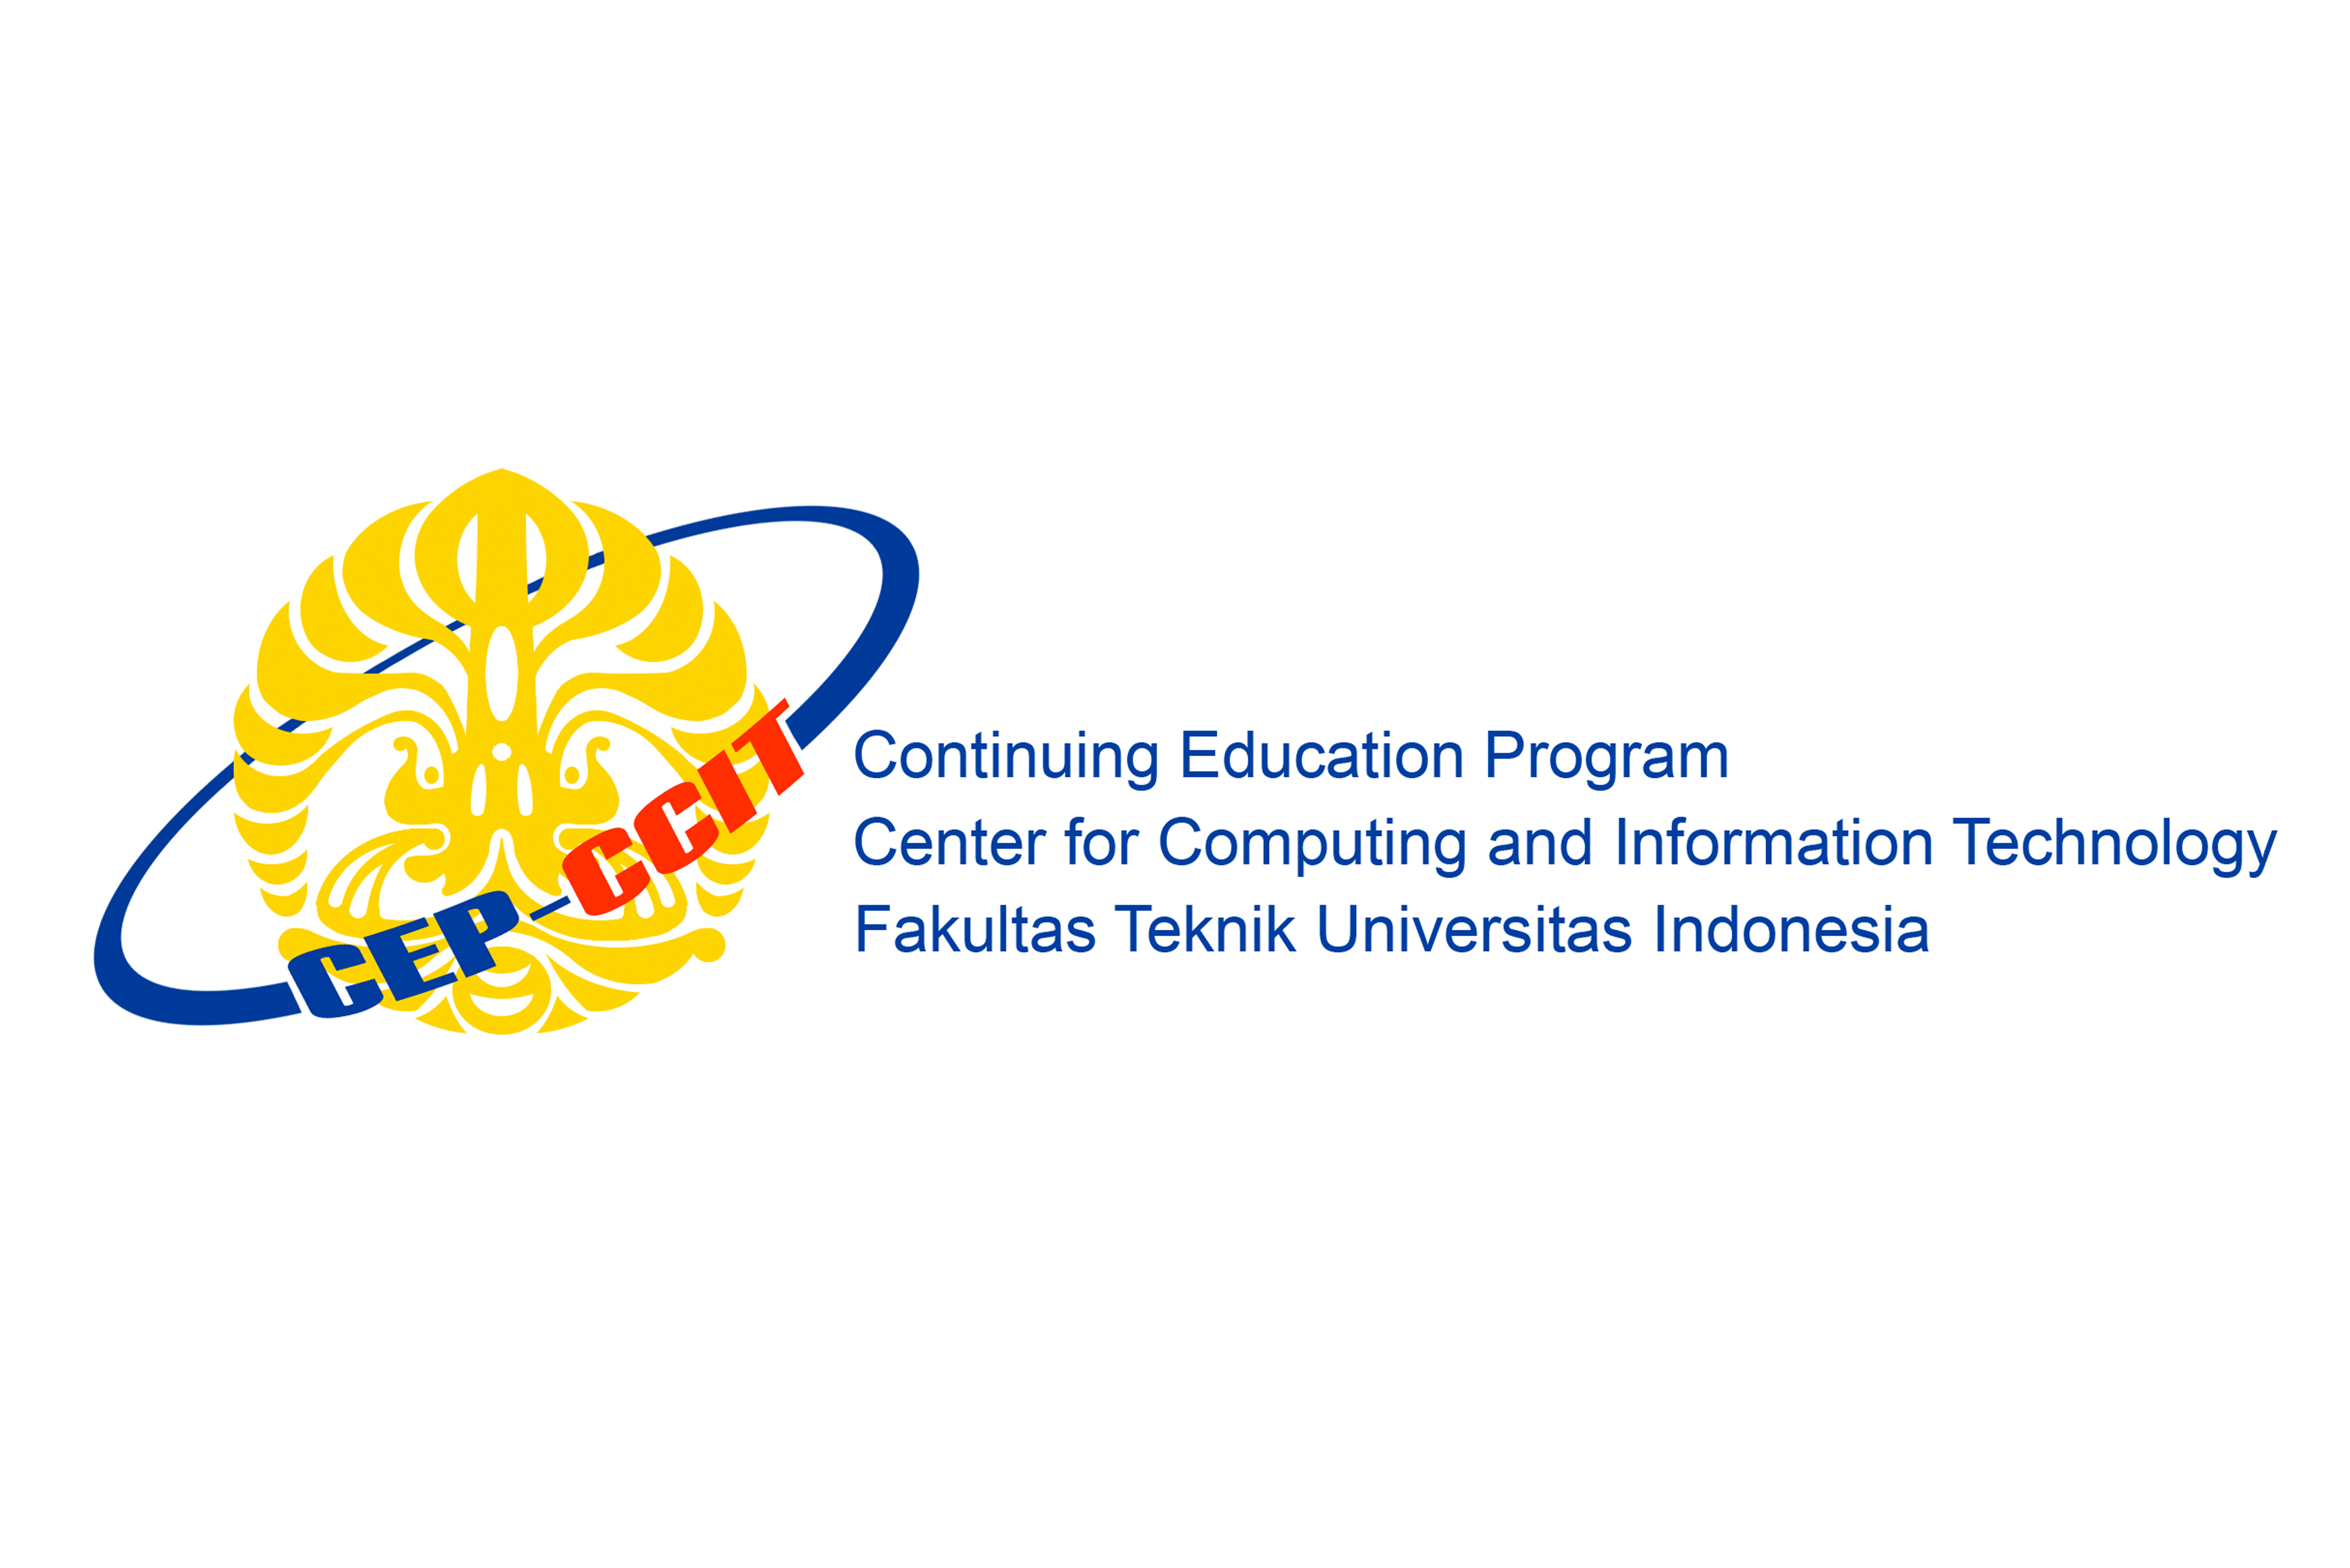 CEP-CCIT
Continuing Education Program
Center for Computing and Information Technology
Fakultas Teknik Universitas Indonesia